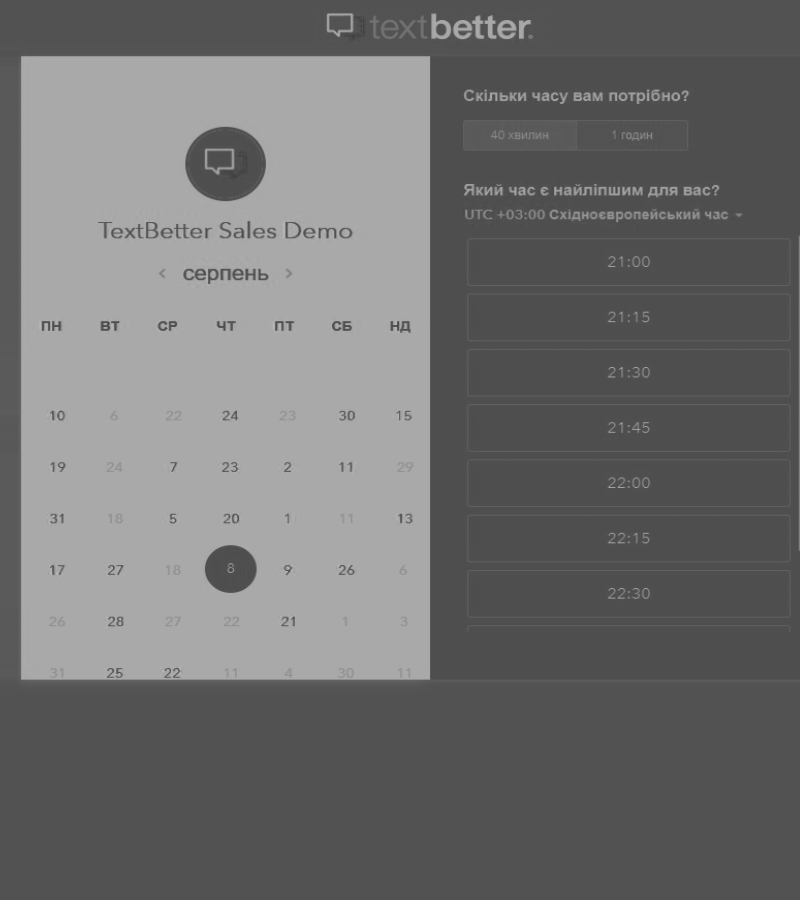 textbetter.
TextBetter Sales Demo
< серпень >
ПН ВТ СР ЧТ ПТ СБ НД
10 6 22 24 23 30 15
19 24 7 23 2 11 29
31 18 5 20 1 11 13
17 27 18 8 9 26 6
26 28 27 22 21 1 3
31 25 22 11 4 30 11
Скільки часу вам потрібно?
40 хвилин 1 годин
Який час є найліпшим для вас?
UTC +03:00 Східноєвропейський час
21:00
21:15
21:30
21:45
22:00
22:15
22:30